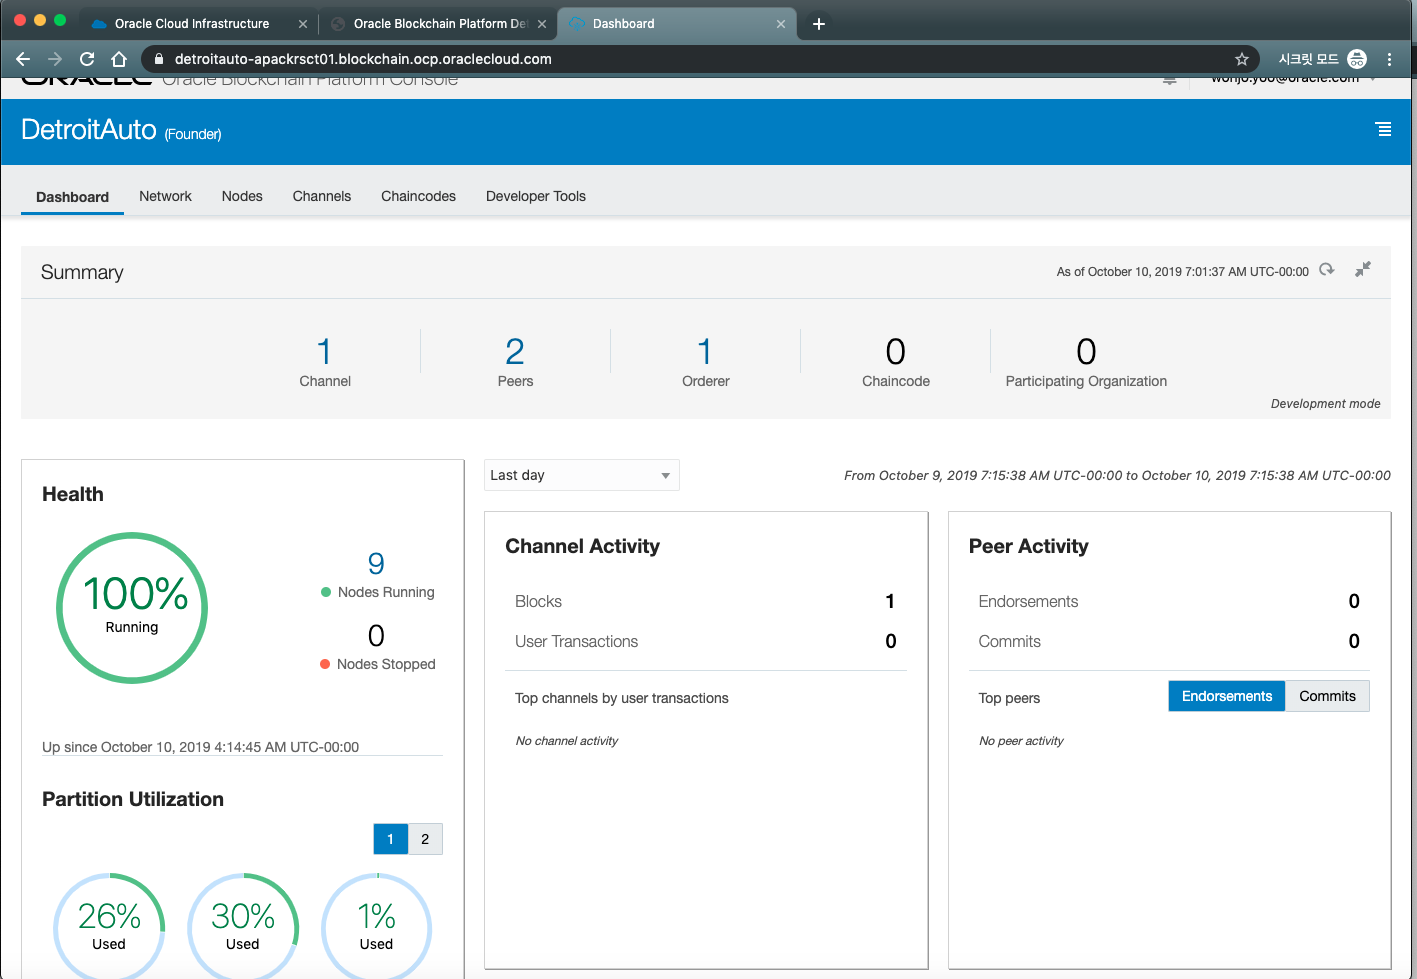 Oracle Cloud Infrastructure
Oracle Blockchain Platform De
Dashboard
detroitauto-apackrsct01.blockchain.ocp.oraclecloud.com
시크릿 모드
ORACLE Oracle Blockchain Platform Console
wonjo.yoo@oracle.com
DetroitAuto (Founder)
Dashboard Network Nodes Channels Chaincodes Developer Tools
Summary
As of October 10, 2019 7:01:37 AM UTC-00:00
1 2 1 0 0
Channel Peers Orderer Chaincode Participating Organization
Development mode
Last day
From October 9, 2019 7:15:38 AM UTC-00:00 to October 10, 2019 7:15:38 AM UTC-00:00
Health
100%
Running
9
Nodes Running
0
Nodes Stopped
Up since October 10, 2019 4:14:45 AM UTC-00:00
Partition Utilization
1 2
26% 30% 1%
Used Used Used
Channel Activity
Blocks 1
User Transactions 0
Top channels by user transactions
No channel activity
Peer Activity
Endorsements 0
Commits 0
Top peers Endorsements Commits
No peer activity